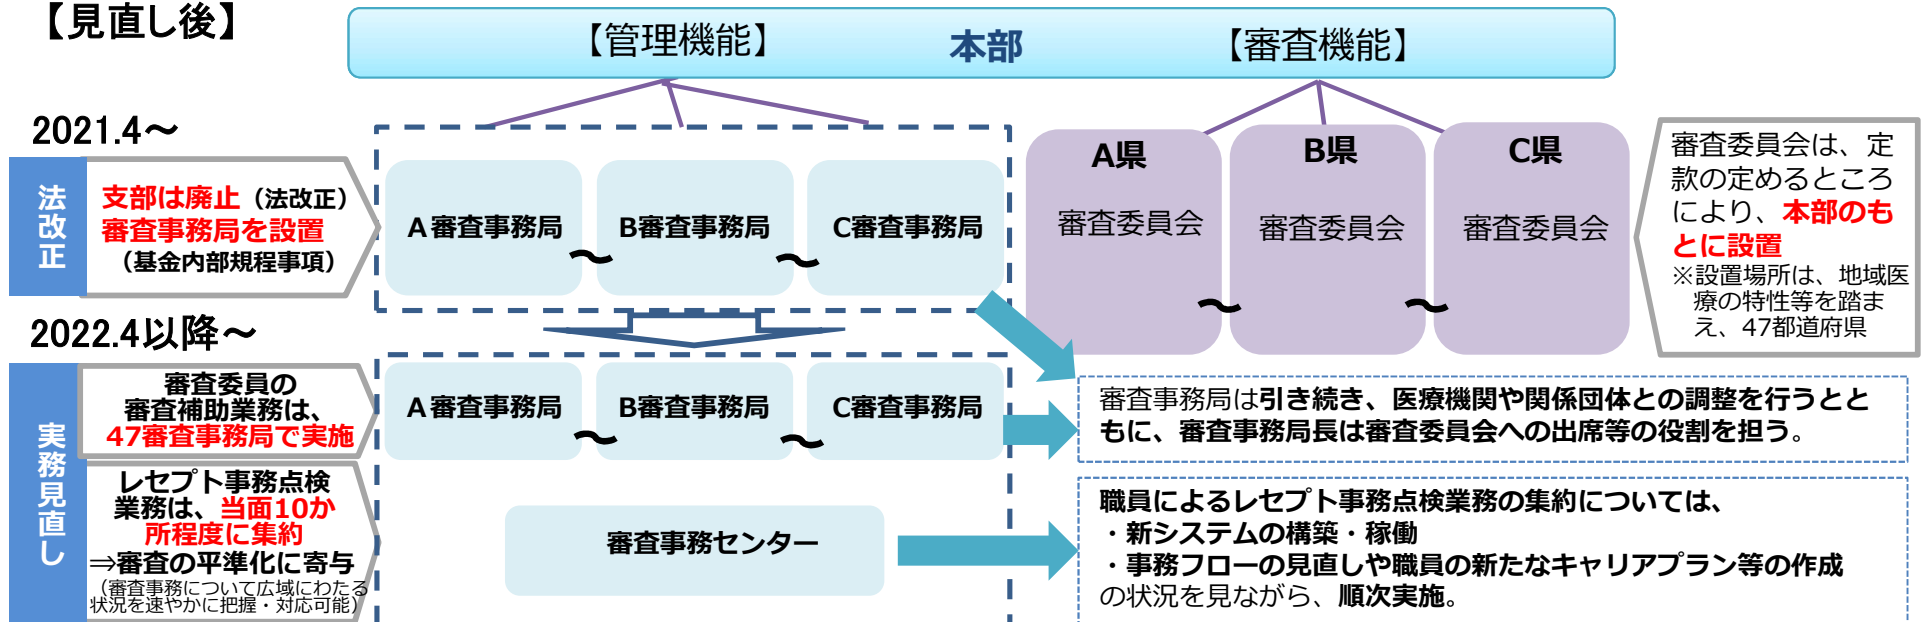 【見直し後】
【管理機能】 本部 【審査機能】
2021.4～
法改正
支部は廃止（法改正）
審査事務局を設置
（基金内部規程事項）
A審査事務局
B審査事務局
C審査事務局
～
～
A県
審査委員会
B県
審査委員会
C県
審査委員会
～
～
審査委員会は、定
款の定めるところ
により、本部のも
とに設置
※設置場所は、地域医
療の特性等を踏ま
え、47都道府県
2022.4以降～
実務見直し
審査委員の
審査補助業務は、
47審査事務局で実施
レセプト事務点検
業務は、当面10か
所程度に集約
⇒審査の平準化に寄与
（審査事務について広域にわたる
状況を速やかに把握・対応可能）
A審査事務局
B審査事務局
C審査事務局
～
～
審査事務センター
審査事務局は引き続き、医療機関や関係団体との調整を行うとと
もに、審査事務局長は審査委員会への出席等の役割を担う。
職員によるレセプト事務点検業務の集約については、
・新システムの構築・稼働
・事務フローの見直しや職員の新たなキャリアプラン等の作成
の状況を見ながら、順次実施。